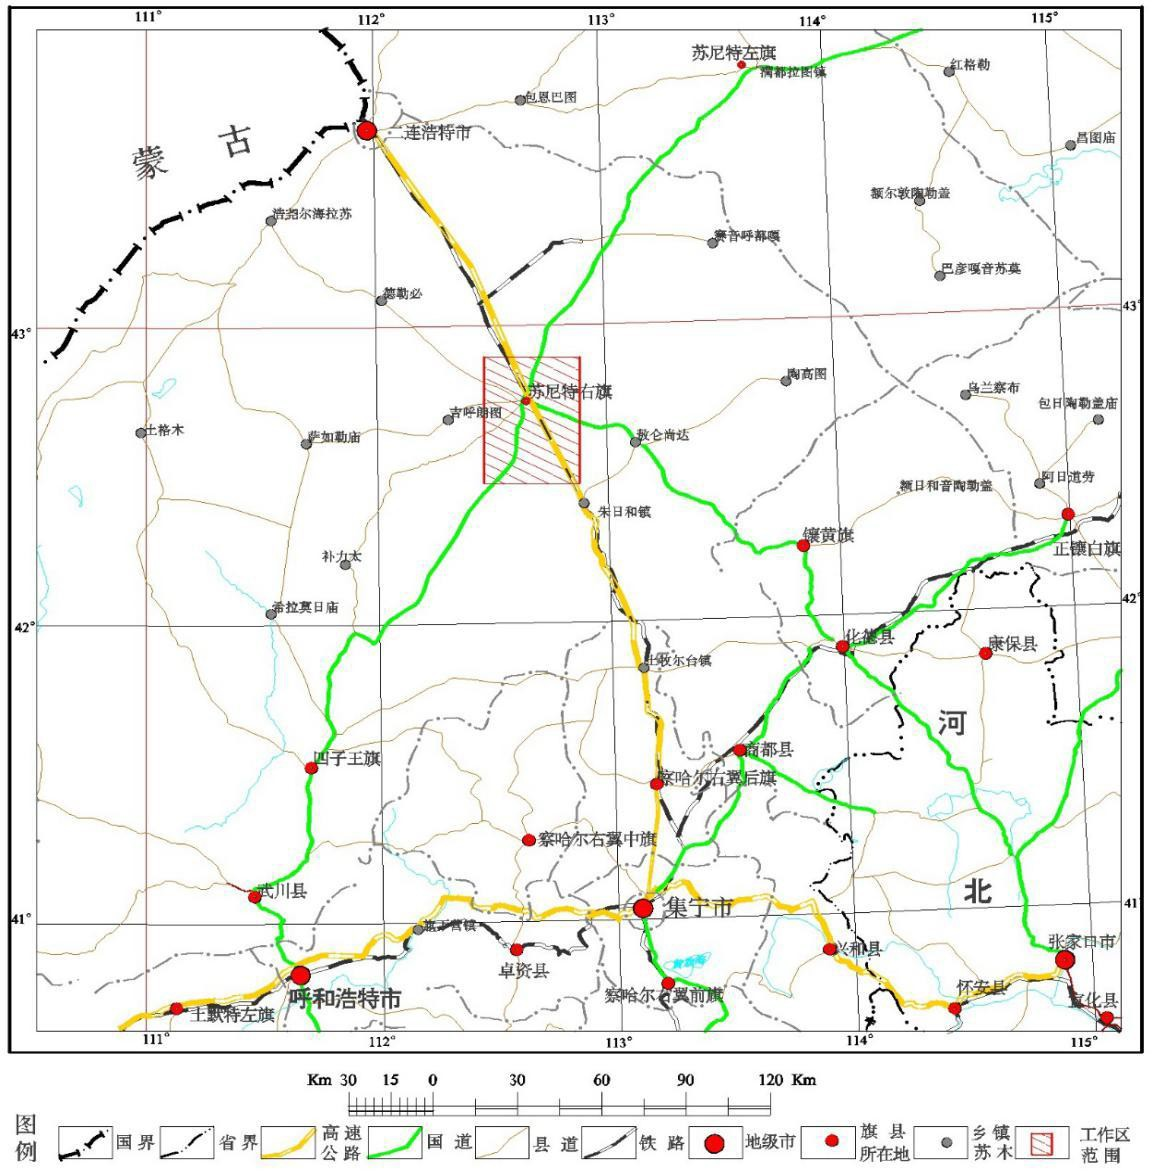 111°
112°
113°
114°
115°
苏尼特左旗
满都拉图镇
红格勒
包恩巴图
二连浩特市
昌图庙
蒙古
额尔敦陶勒盖
浩尧尔海拉苏
赛音呼都嘎
巴彦嘎音苏莫
德勒必
43°
43°
陶高图
苏尼特右旗
乌兰察布
包日陶勒盖庙
吉呼朗图
土格木
萨如勒庙
敖仑尚达
阿日道劳
额日和音陶勒盖
朱日和镇
镶黄旗
正镶白旗
补力太
希拉莫日庙
42°
42°
化德县
康保县
土牧尔台镇
河
四子王旗
商都县
察哈尔右翼后旗
察哈尔右翼中旗
武川县
北
集宁市
41°
41
旗下营镇
张家口市
卓资县
兴和县
呼和浩特市
察哈尔右翼前旗
怀安县
宣化县
土默特左旗
111°
112°
113°
114°
115°
Km 30 15 0 30 60 90 120 Km
图例
国界
省界
高速公路
国道
县道
铁路
地级市
旗县所在地
乡镇苏木
工作区范围